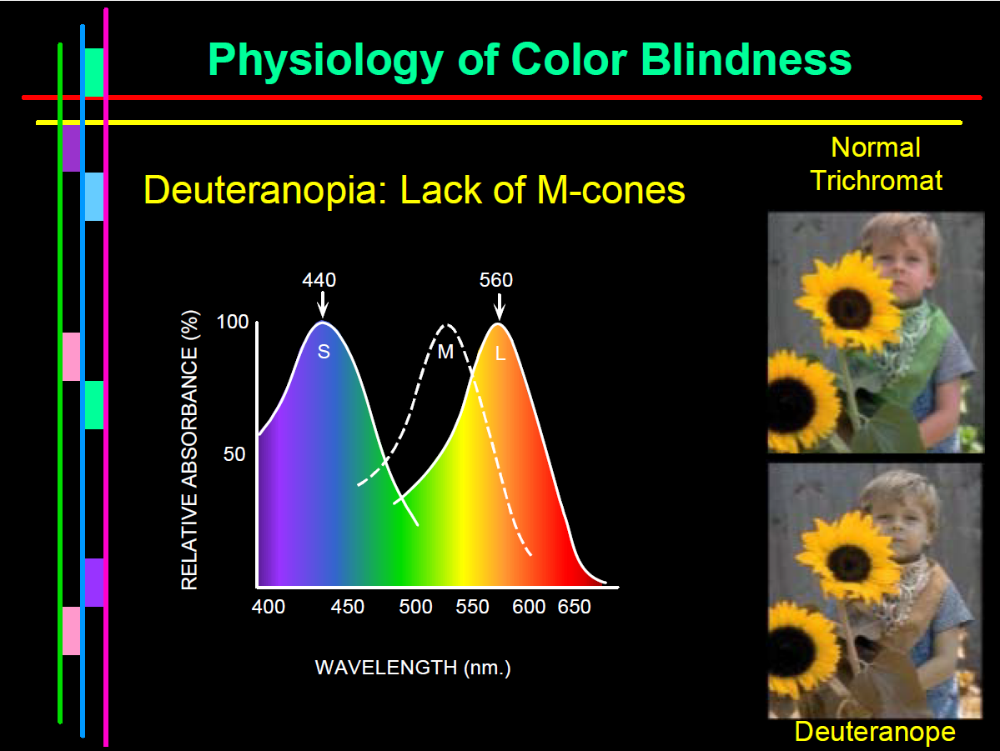 Physiology of Color Blindness
Normal
Trichromat
Deuteranopia: Lack of M-cones
440
560
100
S
M
L
50
RELATIVE ABSORBANCE (%)
400
450
500
550
600
650
WAVELENGTH (nm.)
Deuteranope